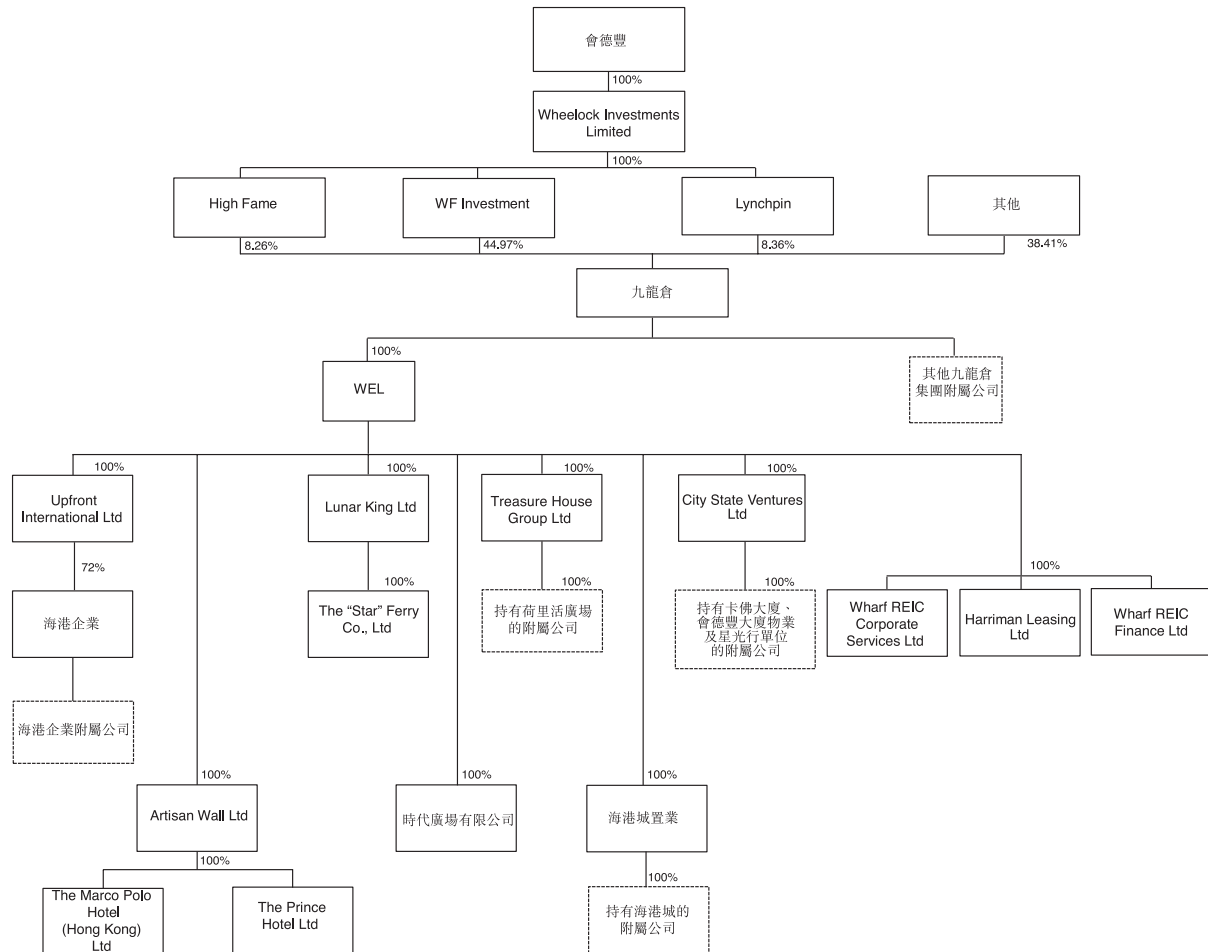 會德豐
100%
Wheelock Investments
Limited
100%
High Fame
WF Investment
Lynchpin
其他
8.26%
44.97%
8.36%
38.41%
九龍倉
100%
WEL
其他九龍倉
集團附屬公司
100%
100%
100%
100%
Upfront
International Ltd
Lunar King Ltd
Treasure House
Group Ltd
City State Ventures
Ltd
72%
100%
100%
100%
100%
海港企業
The “Star” Ferry
Co., Ltd
持有荷里活廣場
的附屬公司
持有卡佛大廈、
會德豐大廈物業
及星光行單位
的附屬公司
Wharf REIC
Corporate
Services Ltd
Harriman Leasing
Ltd
Wharf REIC
Finance Ltd
海港企業附屬公司
100%
100%
100%
Artisan Wall Ltd
時代廣場有限公司
海港城置業
100%
100%
The Marco Polo
Hotel
(Hong Kong)
Ltd
The Prince
Hotel Ltd
持有海港城的
附屬公司